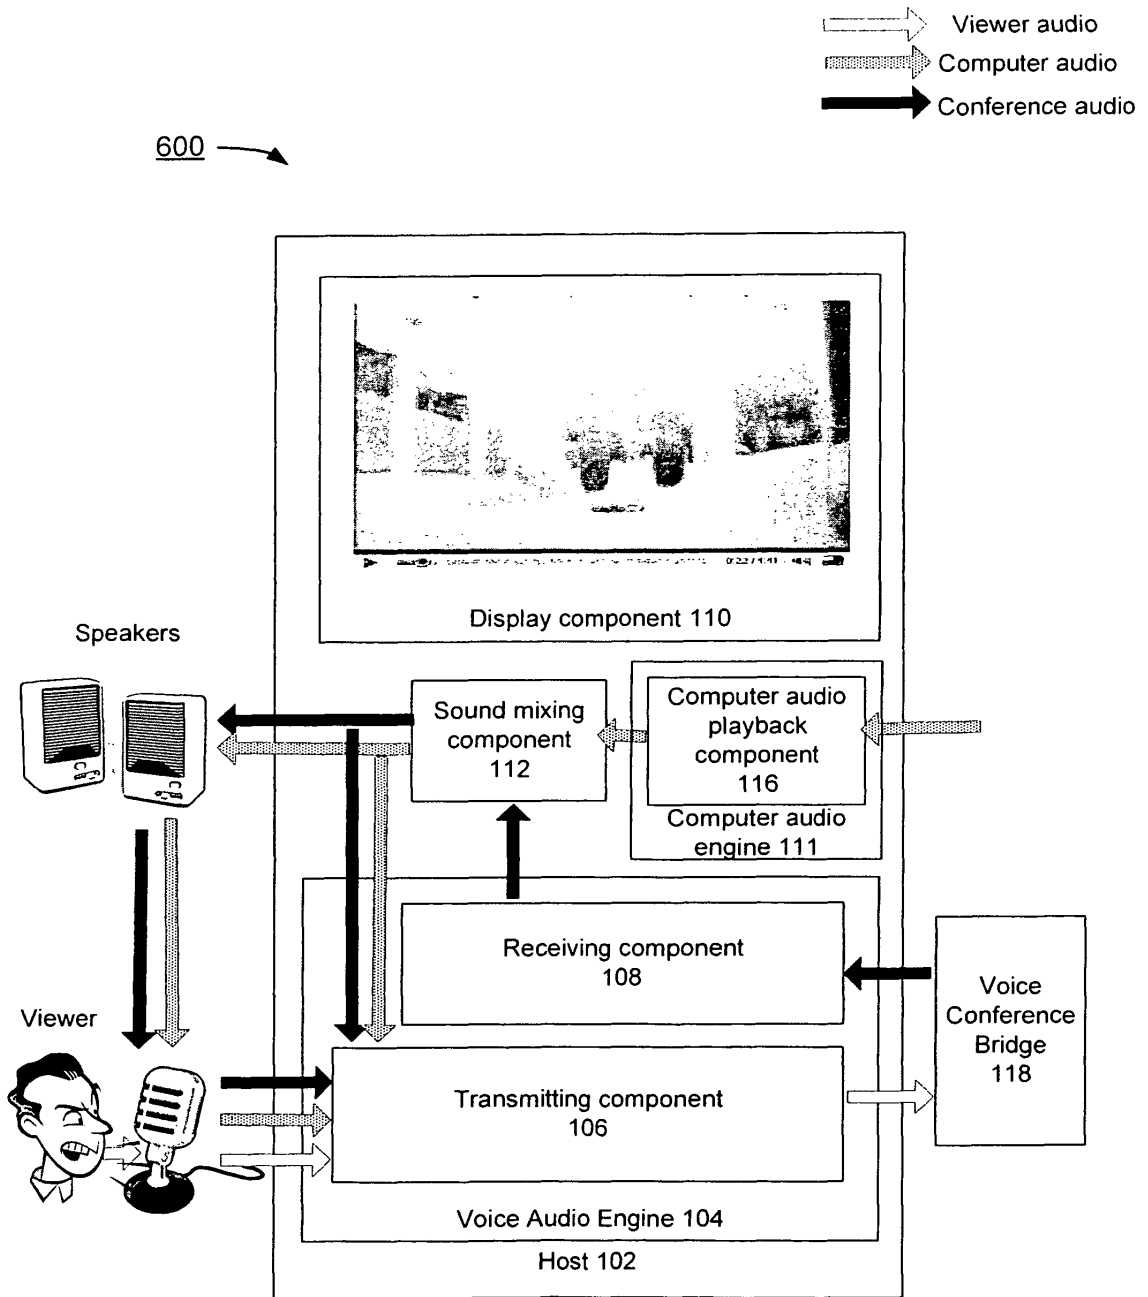 Viewer audio
Computer audio
Conference audio
600
Display component 110
Speakers
Sound mixing
component
112
Computer audio
playback
component
116
Computer audio
engine 111
Receiving component
108
Voice
Conference
Bridge
118
Viewer
Transmitting component
106
Voice Audio Engine 104
Host 102